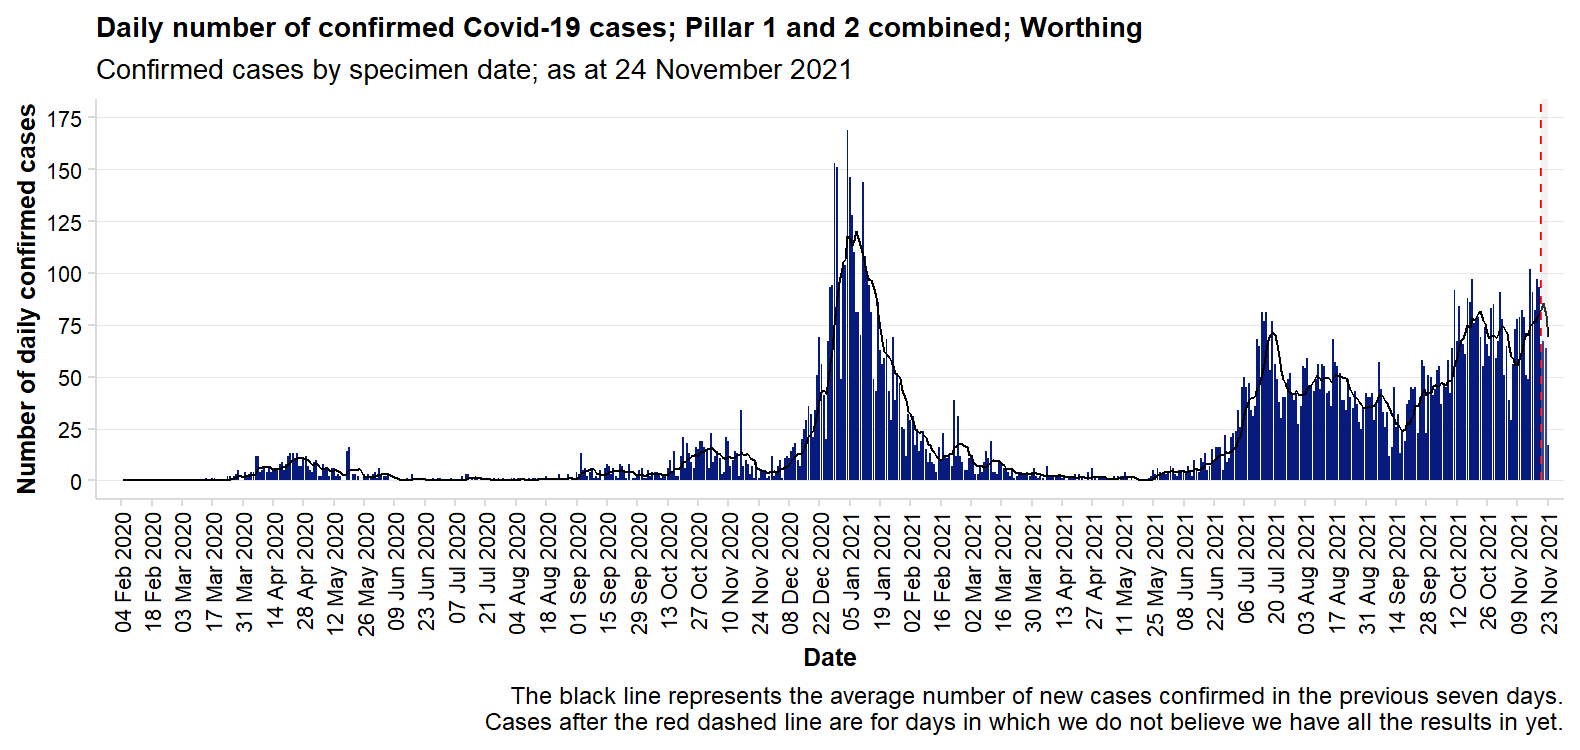 Daily number of confirmed Covid-19 cases; Pillar 1 and 2 combined; Worthing
Confirmed cases by specimen date; as at 24 November 2021
Number of daily confirmed cases
175
150
125
100
75
50
25
0
04 Feb 2020
18 Feb 2020
03 Mar 2020
17 Mar 2020
31 Mar 2020
14 Apr 2020
28 Apr 2020
12 May 2020
26 May 2020
09 Jun 2020
23 Jun 2020
07 Jul 2020
21 Jul 2020
04 Aug 2020
18 Aug 2020
01 Sep 2020
15 Sep 2020
29 Sep 2020
13 Oct 2020
27 Oct 2020
10 Nov 2020
24 Nov 2020
08 Dec 2020
22 Dec 2020
05 Jan 2021
19 Jan 2021
02 Feb 2021
16 Feb 2021
02 Mar 2021
16 Mar 2021
30 Mar 2021
13 Apr 2021
27 Apr 2021
11 May 2021
25 May 2021
08 Jun 2021
22 Jun 2021
06 Jul 2021
20 Jul 2021
03 Aug 2021
17 Aug 2021
31 Aug 2021
14 Sep 2021
28 Sep 2021
12 Oct 2021
26 Oct 2021
09 Nov 2021
23 Nov 2021
Date
The black line represents the average number of new cases confirmed in the previous seven days.
Cases after the red dashed line are for days in which we do not believe we have all the results in yet.